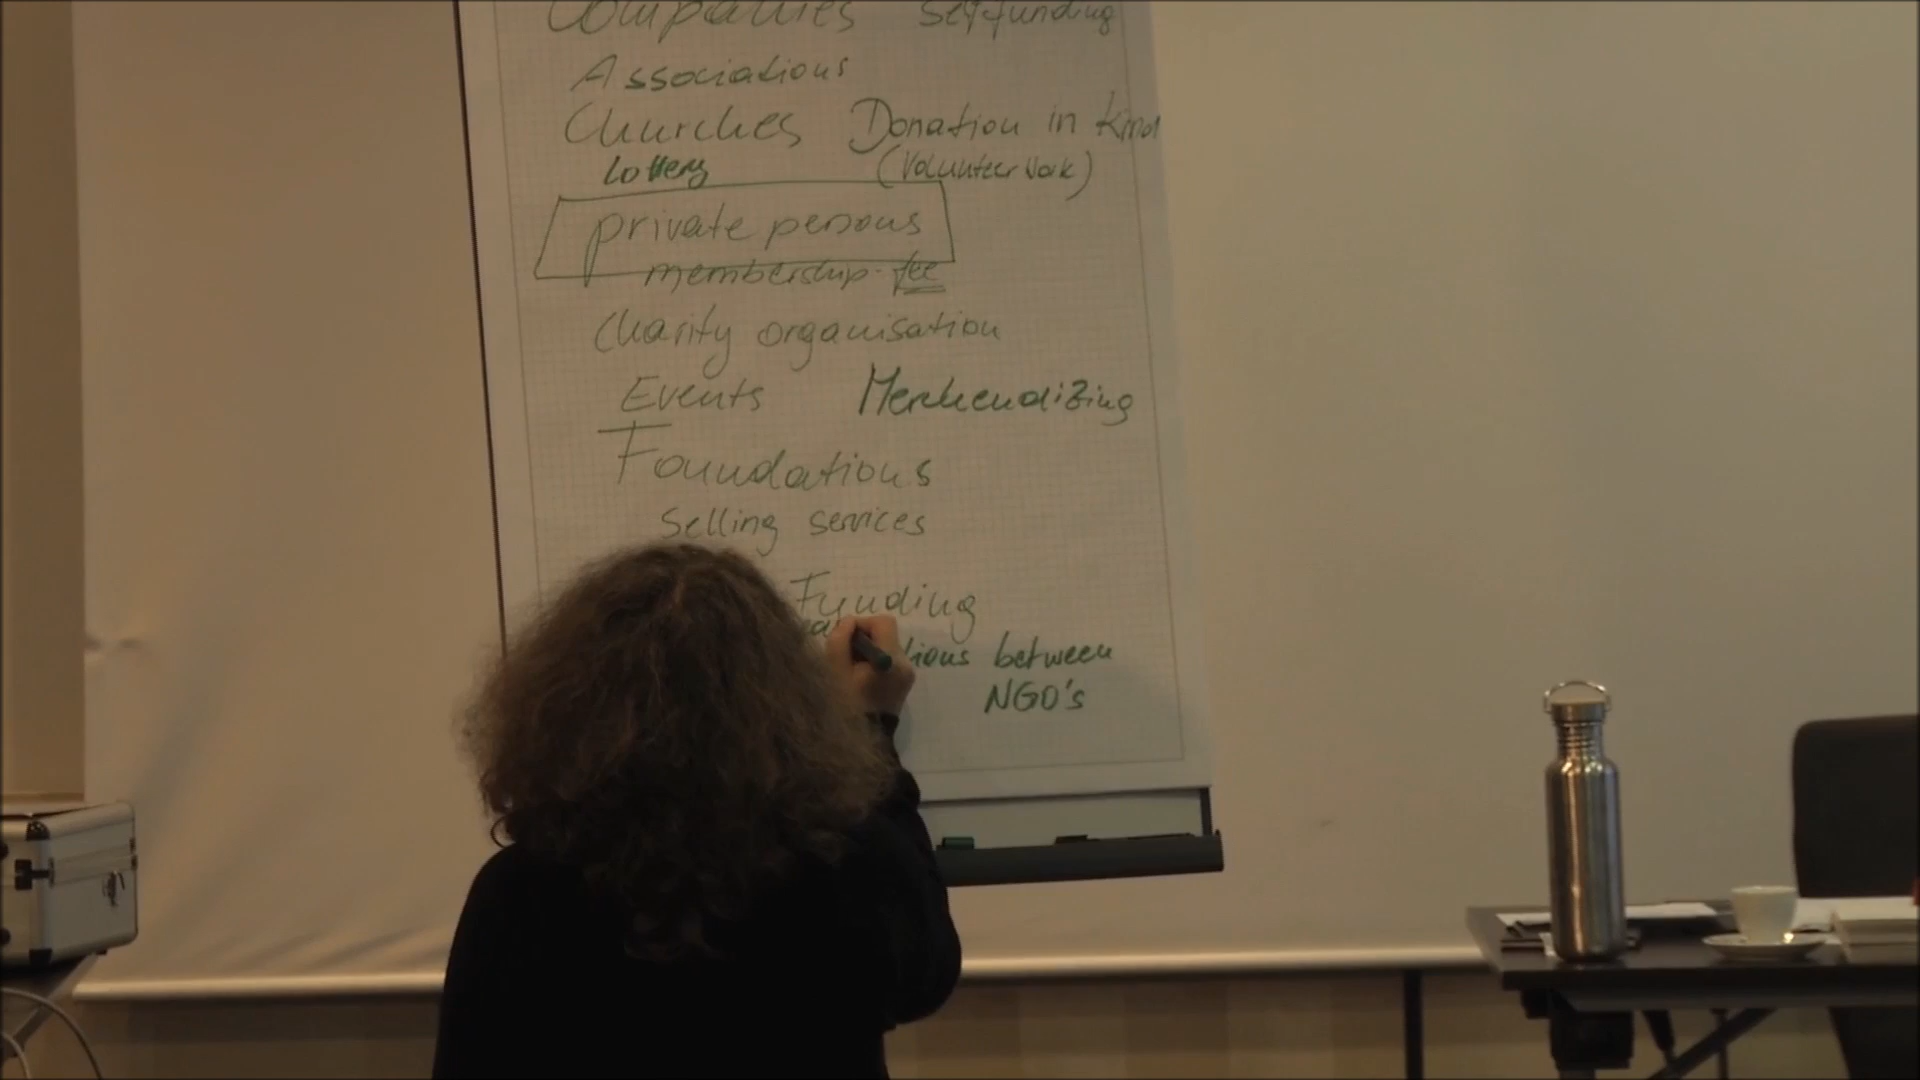 Companies Selffunding
Associations
Churches Donation in Kind
Lottery (Volunteer Work)
private persons
membership-fee
Charity organisation
Events Merchendizing
Foundations
Selling services
Funding
between
NGO's